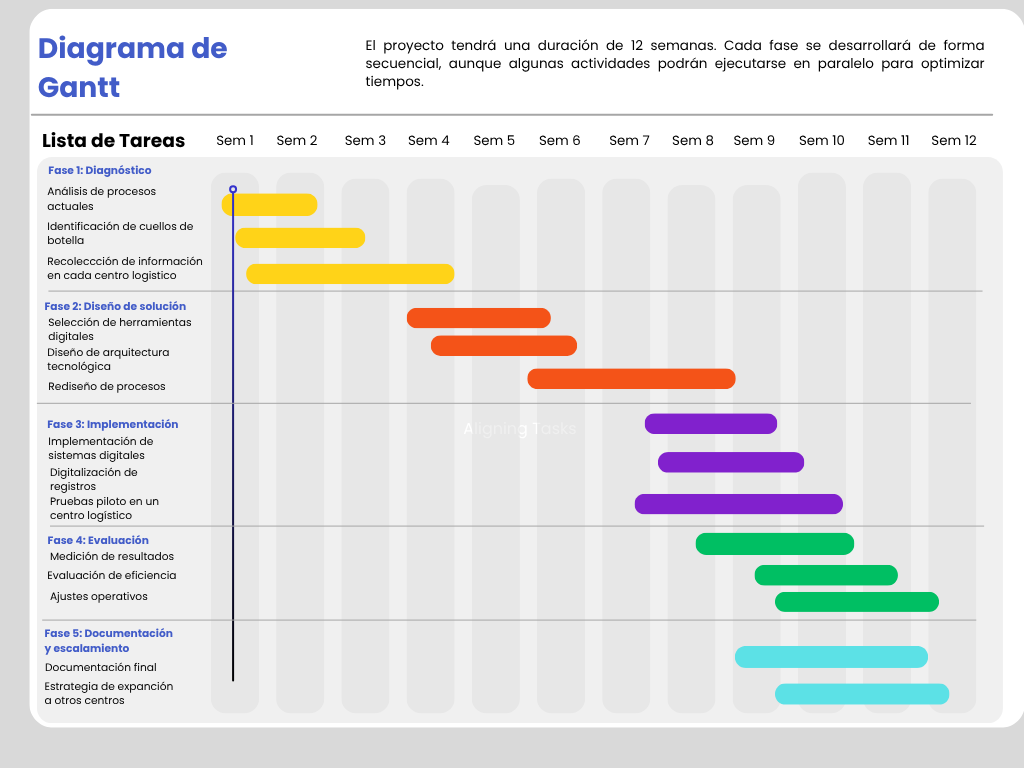 Diagrama de
Gantt
El proyecto tendrá una duración de 12 semanas. Cada fase se desarrollará de forma
secuencial, aunque algunas actividades podrán ejecutarse en paralelo para optimizar
tiempos.
Lista de Tareas Sem 1 Sem 2 Sem 3 Sem 4 Sem 5 Sem 6 Sem 7 Sem 8 Sem 9 Sem 10 Sem 11 Sem 12
Fase 1: Diagnóstico
Análisis de procesos
actuales
Identificación de cuellos de
botella
Recoleccción de información
en cada centro logistico
Fase 2: Diseño de solución
Selección de herramientas
digitales
Diseño de arquitectura
tecnológica
Rediseño de procesos
Fase 3: Implementación
Aligning Tasks
Implementación de
sistemas digitales
Digitalización de
registros
Pruebas piloto en un
centro logístico
Fase 4: Evaluación
Medición de resultados
Evaluación de eficiencia
Ajustes operativos
Fase 5: Documentación
y escalamiento
Documentación final
Estrategia de expanción
a otros centros